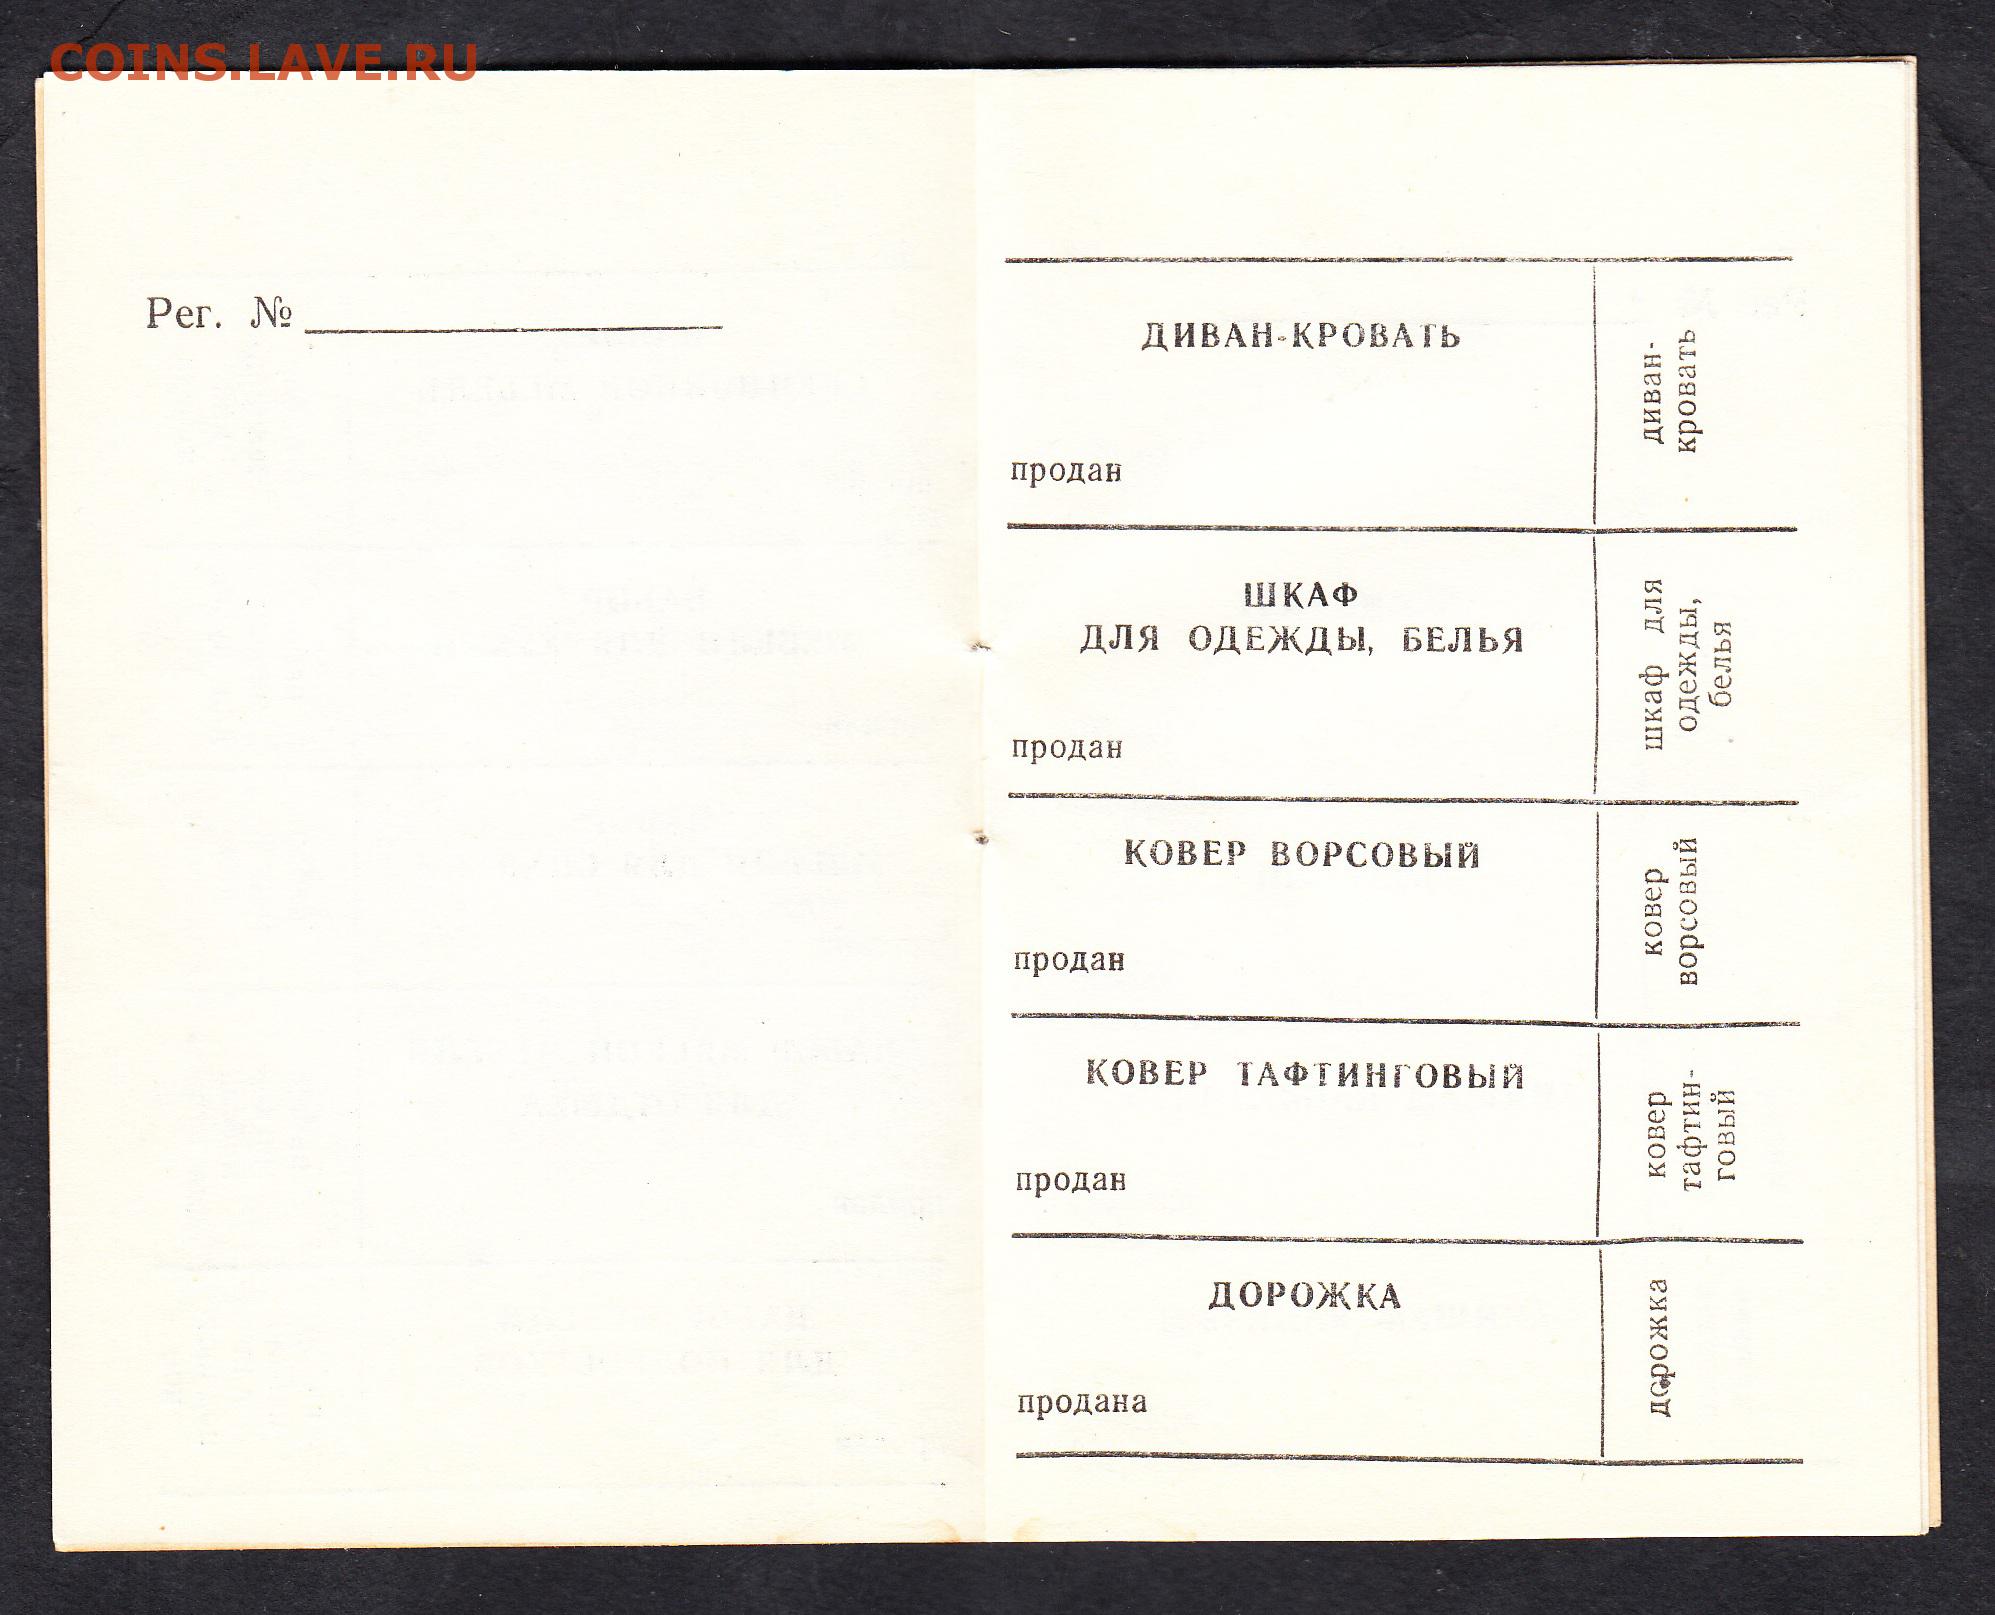 COINS.LAVE.RU
Рег. №
ДИВАН-КРОВАТЬ
продан
диван-
кровать
ШКАФ
ДЛЯ ОДЕЖДЫ, БЕЛЬЯ
продан
шкаф для
одежды,
белья
КОВЕР ВОРСОВЫЙ
продан
ковер
ворсовый
КОВЕР ТАФТИНГОВЫЙ
продан
ковер
тафтин-
говый
ДОРОЖКА
продана
дорожка